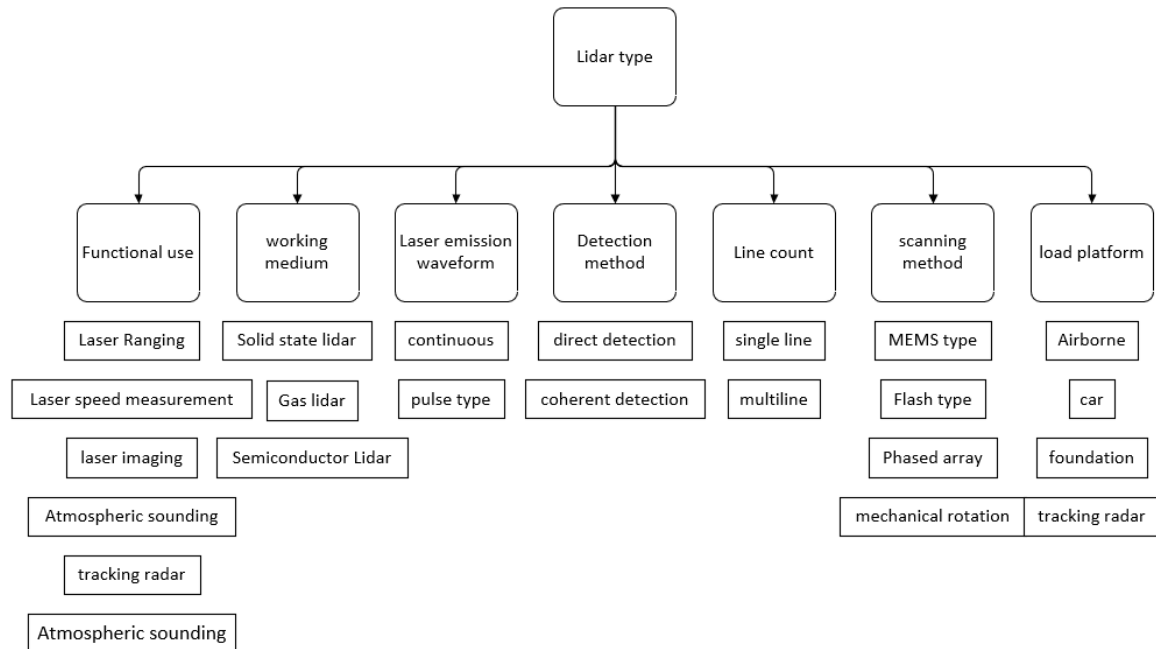 Lidar type
Functional use
working
medium
Laser emission
waveform
Detection
method
Line count
scanning
method
load platform
Laser Ranging
Solid state lidar
continuous
direct detection
single line
MEMS type
Airborne
Laser speed measurement
Gas lidar
pulse type
coherent detection
multiline
Flash type
car
laser imaging
Semiconductor Lidar
Phased array
foundation
Atmospheric sounding
mechanical rotation
tracking radar
tracking radar
Atmospheric sounding